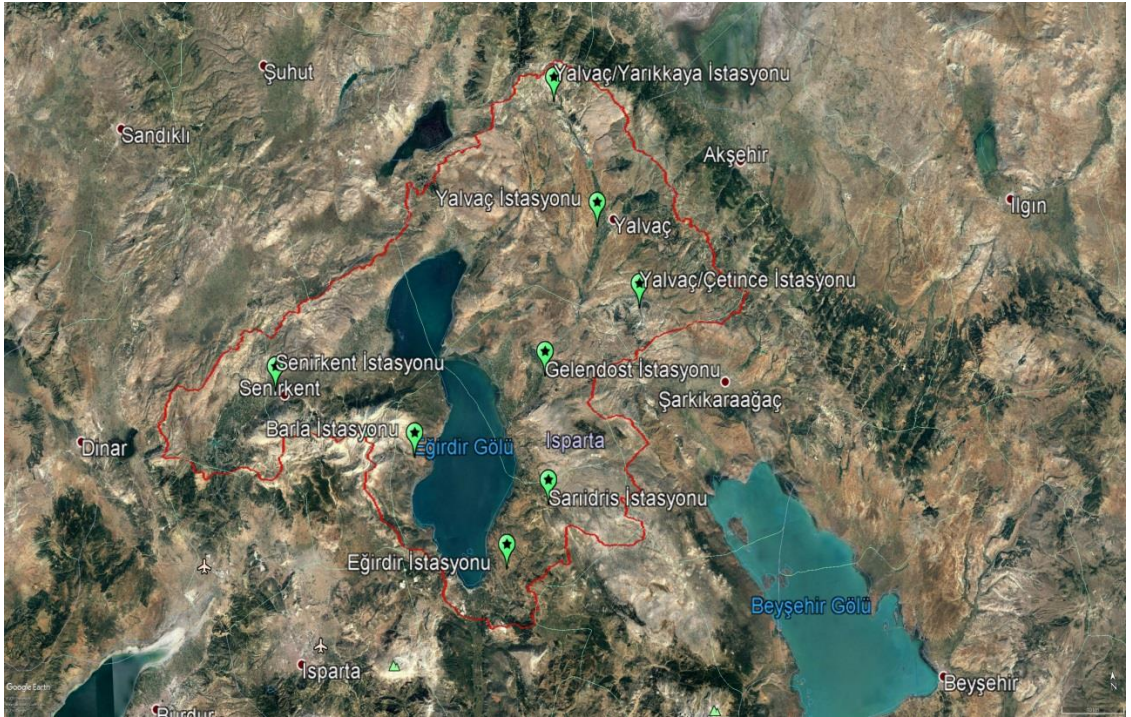 Şuhut
Yalvaç/Yarıkkaya İstasyonu
Sandıklı
Akşehir
Yalvaç İstasyonu
Ilgın
Yalvaç
Yalvaç/Çetince İstasyonu
Senirkent İstasyonu
Gelendost İstasyonu
Senirkent
Şarkikaraağaç
Barla İstasyonu
Dinar
Eğirdir Gölü
Isparta
Sarıidris İstasyonu
Eğirdir İstasyonu
Beyşehir Gölü
Isparta
Beyşehir
Google Earth
Burdur
N